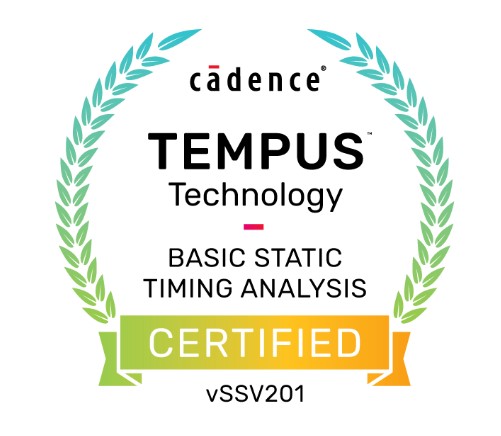 cādence®
TEMPUS™
Technology
BASIC STATIC
TIMING ANALYSIS
CERTIFIED
vSSV201